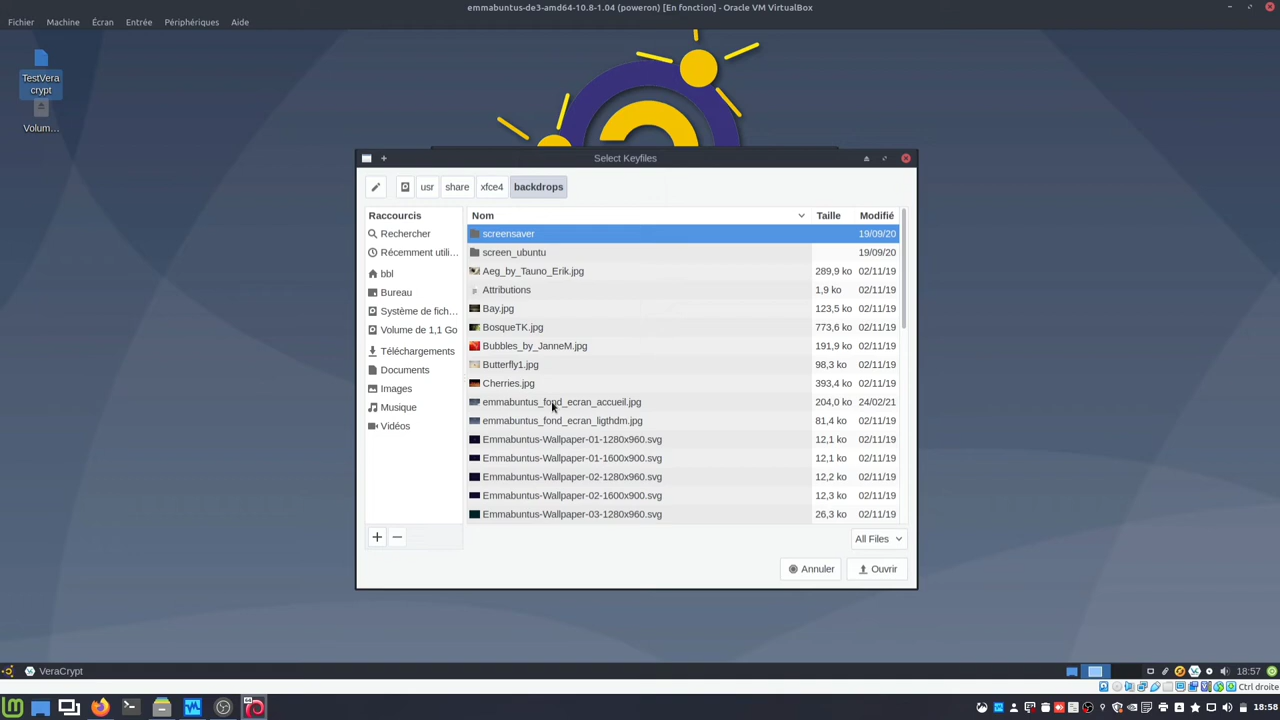 emmabuntus-de3-amd64-10.8-1.04 (poweron) [En fonction] - Oracle VM VirtualBox
Fichier Machine Écran Entrée Périphériques Aide
TestVera
crypt
Volum...
Select Keyfiles
usr share xfce4 backdrops
Raccourcis
Rechercher
Récemment utili...
bbl
Bureau
Système de fich...
Volume de 1,1 Go
Téléchargements
Documents
Images
Musique
Vidéos
Nom Taille Modifié
screensaver 19/09/20
screen_ubuntu 19/09/20
Aeg_by_Tauno_Erik.jpg 289,9 ko 02/11/19
Attributions 1,9 ko 02/11/19
Bay.jpg 123,5 ko 02/11/19
BosqueTK.jpg 773,6 ko 02/11/19
Bubbles_by_JanneM.jpg 191,9 ko 02/11/19
Butterfly1.jpg 98,3 ko 02/11/19
Cherries.jpg 393,4 ko 02/11/19
emmabuntus_fond_ecran_accueil.jpg 204,0 ko 24/02/21
emmabuntus_fond_ecran_ligthdm.jpg 81,4 ko 02/11/19
Emmabuntus-Wallpaper-01-1280x960.svg 12,1 ko 02/11/19
Emmabuntus-Wallpaper-01-1600x900.svg 12,1 ko 02/11/19
Emmabuntus-Wallpaper-02-1280x960.svg 12,2 ko 02/11/19
Emmabuntus-Wallpaper-02-1600x900.svg 12,3 ko 02/11/19
Emmabuntus-Wallpaper-03-1280x960.svg 26,3 ko 02/11/19
All Files
Annuler Ouvrir
VeraCrypt 18:57
Ctrl droite
18:58